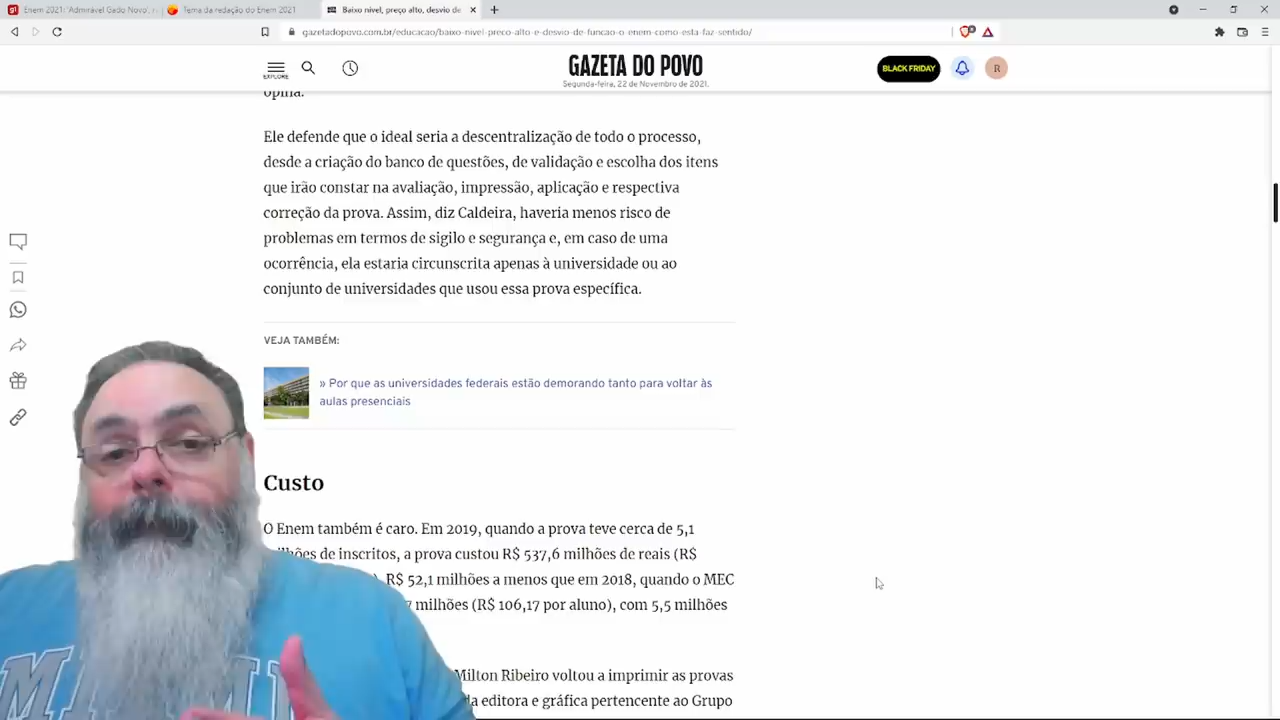 Enem 2021: 'Admirável Gado Novo',
Tema da redação do Enem 2021
Baixo nível, preço alto, desvio de
gazetadopovo.com.br/educacao/baixo-nivel-preco-alto-e-desvio-de-funcao-o-enem-como-esta-faz-sentido/
EXPLORE
GAZETA DO POVO
Segunda-feira, 22 de Novembro de 2021.
BLACK FRIDAY
R
opina.
Ele defende que o ideal seria a descentralização de todo o processo,
desde a criação do banco de questões, de validação e escolha dos itens
que irão constar na avaliação, impressão, aplicação e respectiva
correção da prova. Assim, diz Caldeira, haveria menos risco de
problemas em termos de sigilo e segurança e, em caso de uma
ocorrência, ela estaria circunscrita apenas à universidade ou ao
conjunto de universidades que usou essa prova específica.
VEJA TAMBÉM:
» Por que as universidades federais estão demorando tanto para voltar às
aulas presenciais
Custo
O Enem também é caro. Em 2019, quando a prova teve cerca de 5,1
de inscritos, a prova custou R$ 537,6 milhões de reais (R$
R$ 52,1 milhões a menos que em 2018, quando o MEC
milhões (R$ 106,17 por aluno), com 5,5 milhões
Milton Ribeiro voltou a imprimir as provas
editora e gráfica pertencente ao Grupo